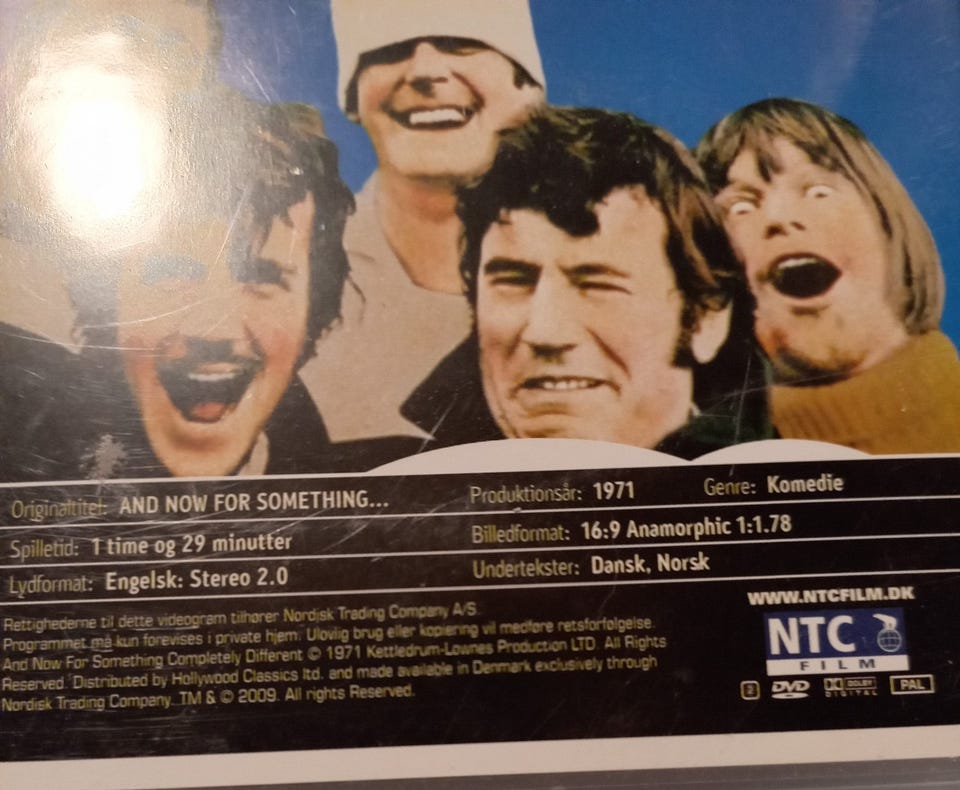 Originaltitel: AND NOW FOR SOMETHING... Produktionsår: 1971 Genre: Komedie
Spilletid: 1 time og 29 minutter Billedformat: 16:9 Anamorphic 1:1.78
Lydformat: Engelsk: Stereo 2.0 Undertekster: Dansk, Norsk
Rettighederne til dette videogram tilhører Nordisk Trading Company A/S.
Programmet må kun forevises i private hjem. Ulovlig brug eller kopiering vil medføre retsforfølgelse.
And Now For Something Completely Different © 1971 Kettledrum-Lownes Production LTD. All Rights
Reserved. Distributed by Hollywood Classics ltd. and made available in Denmark exclusively through
Nordisk Trading Company. TM & © 2009. All rights Reserved.
WWW.NTCFILM.DK
NTC
FILM
2 DVD DOLBY DIGITAL PAL